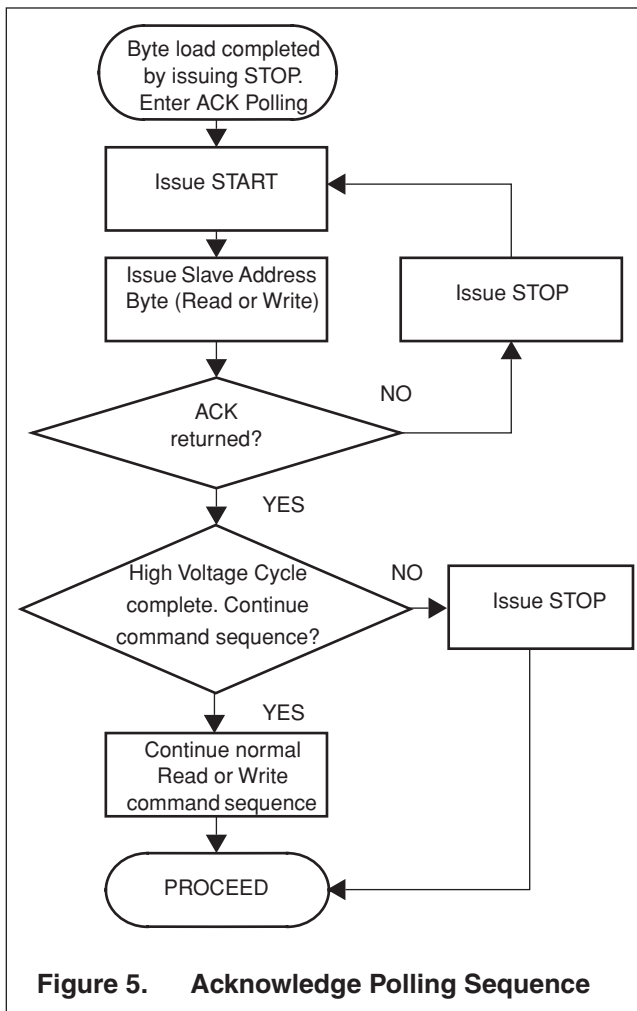 Byte load completed
by issuing STOP.
Enter ACK Polling
Issue START
Issue Slave Address
Byte (Read or Write)
Issue STOP
NO
ACK
returned?
YES
High Voltage Cycle
complete. Continue
command sequence?
NO
Issue STOP
YES
Continue normal
Read or Write
command sequence
PROCEED
Figure 5. Acknowledge Polling Sequence